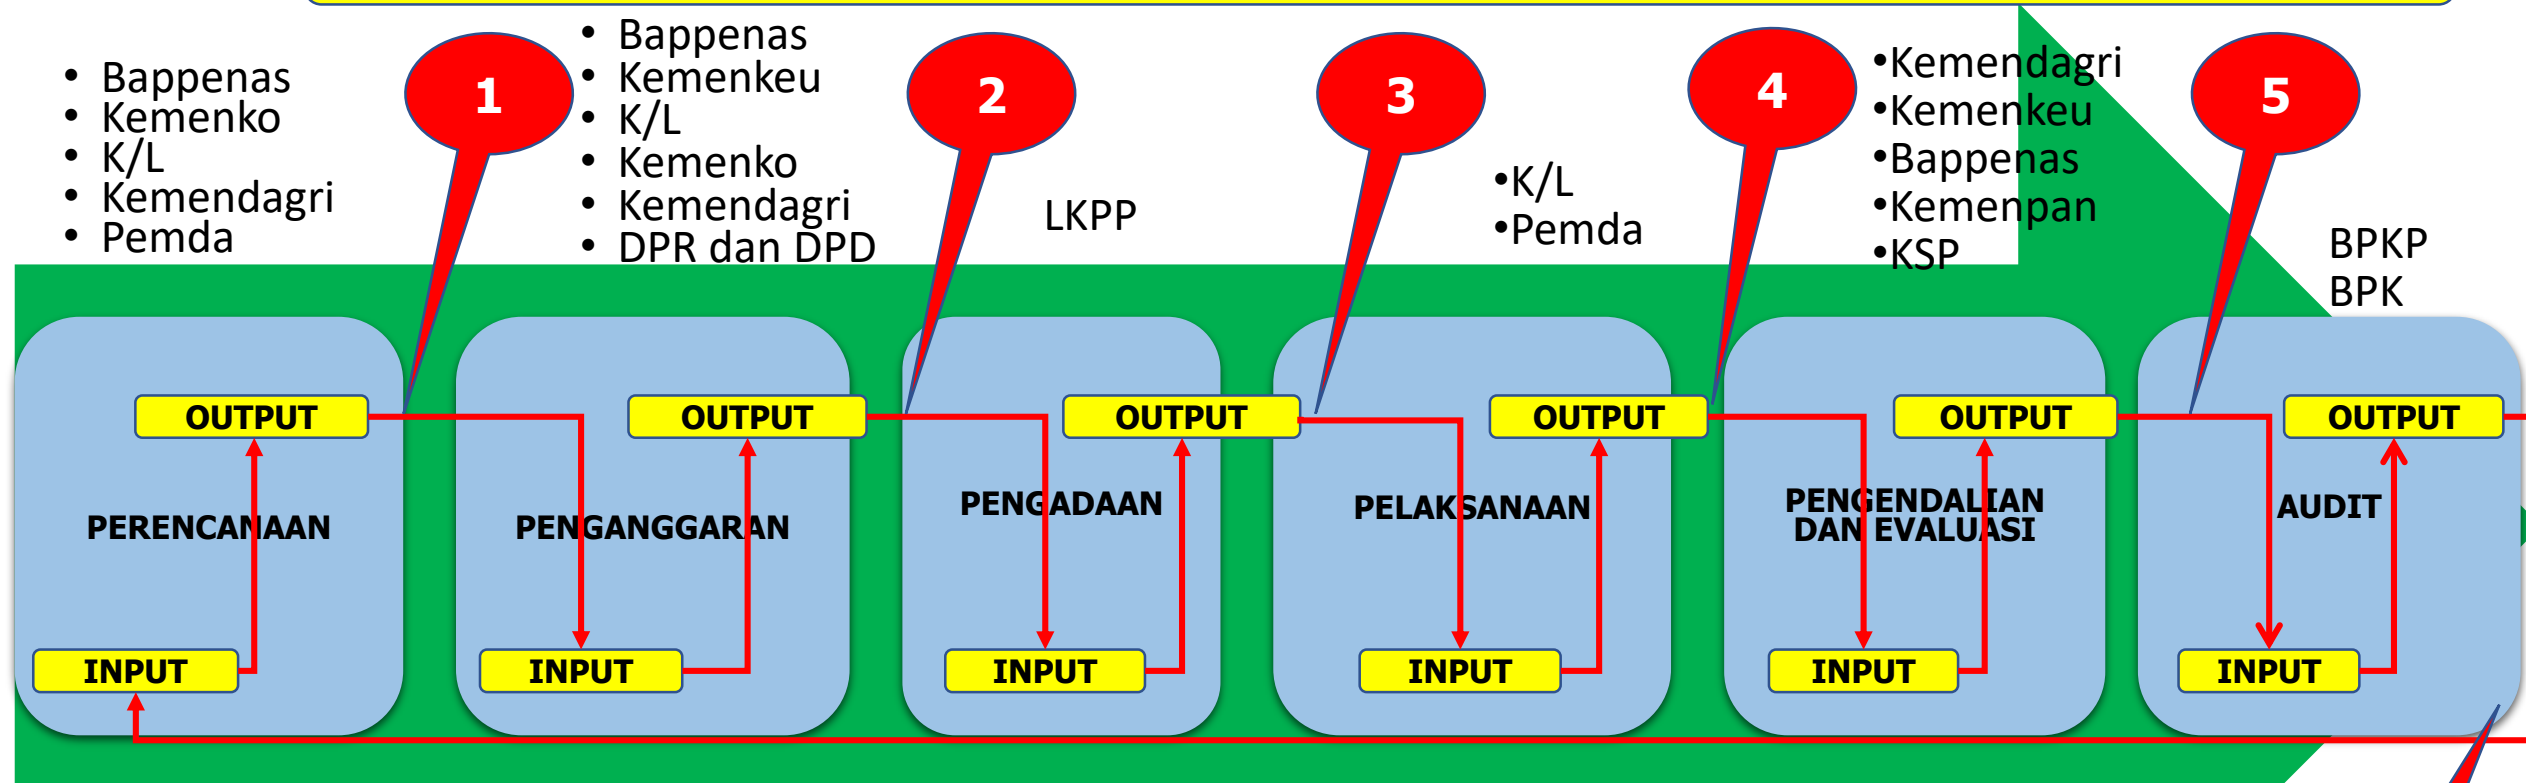 • Bappenas
• Kemenko
• K/L
• Kemendagri
• Pemda
1
• Bappenas
• Kemenkeu
• K/L
• Kemenko
• Kemendagri
• DPR dan DPD
2
LKPP
3
•K/L
•Pemda
4
•Kemendagri
•Kemenkeu
•Bappenas
•Kemenpan
•KSP
5
BPKP
BPK
OUTPUT
PERENCANAAN
INPUT
OUTPUT
PENGANGGARAN
INPUT
OUTPUT
PENGADAAN
INPUT
OUTPUT
PELAKSANAAN
INPUT
OUTPUT
PENGENDALIAN
DAN EVALUASI
INPUT
OUTPUT
AUDIT
INPUT